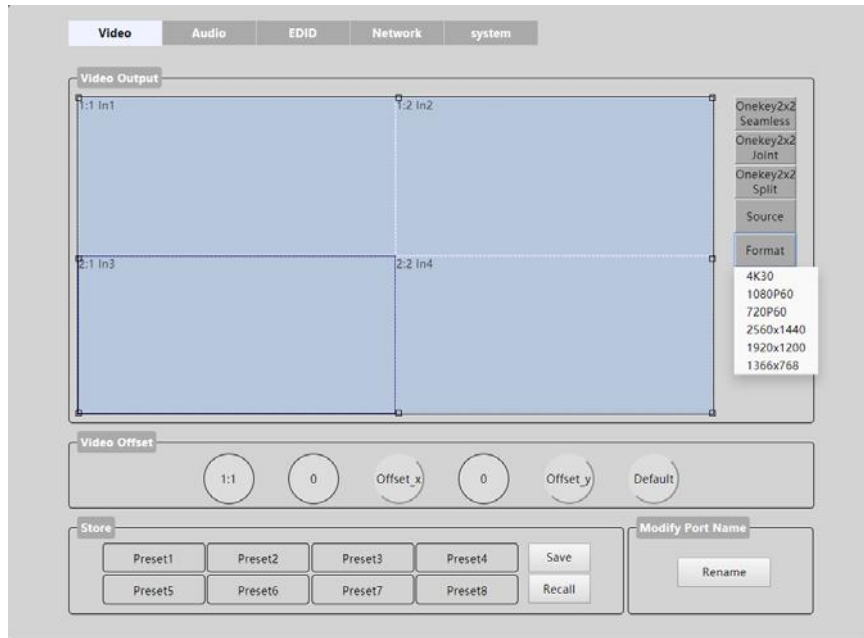 Video Audio EDID Network system
Video Output
1:1 In1 1:2 In2
2:1 In3 2:2 In4
Onekey2x2
Seamless
Onekey2x2
Joint
Onekey2x2
Split
Source
Format
4K30
1080P60
720P60
2560x1440
1920x1200
1366x768
Video Offset
1:1 0 Offset_x 0 Offset_y Default
Store
Preset1 Preset2 Preset3 Preset4 Save
Preset5 Preset6 Preset7 Preset8 Recall
Modify Port Name
Rename